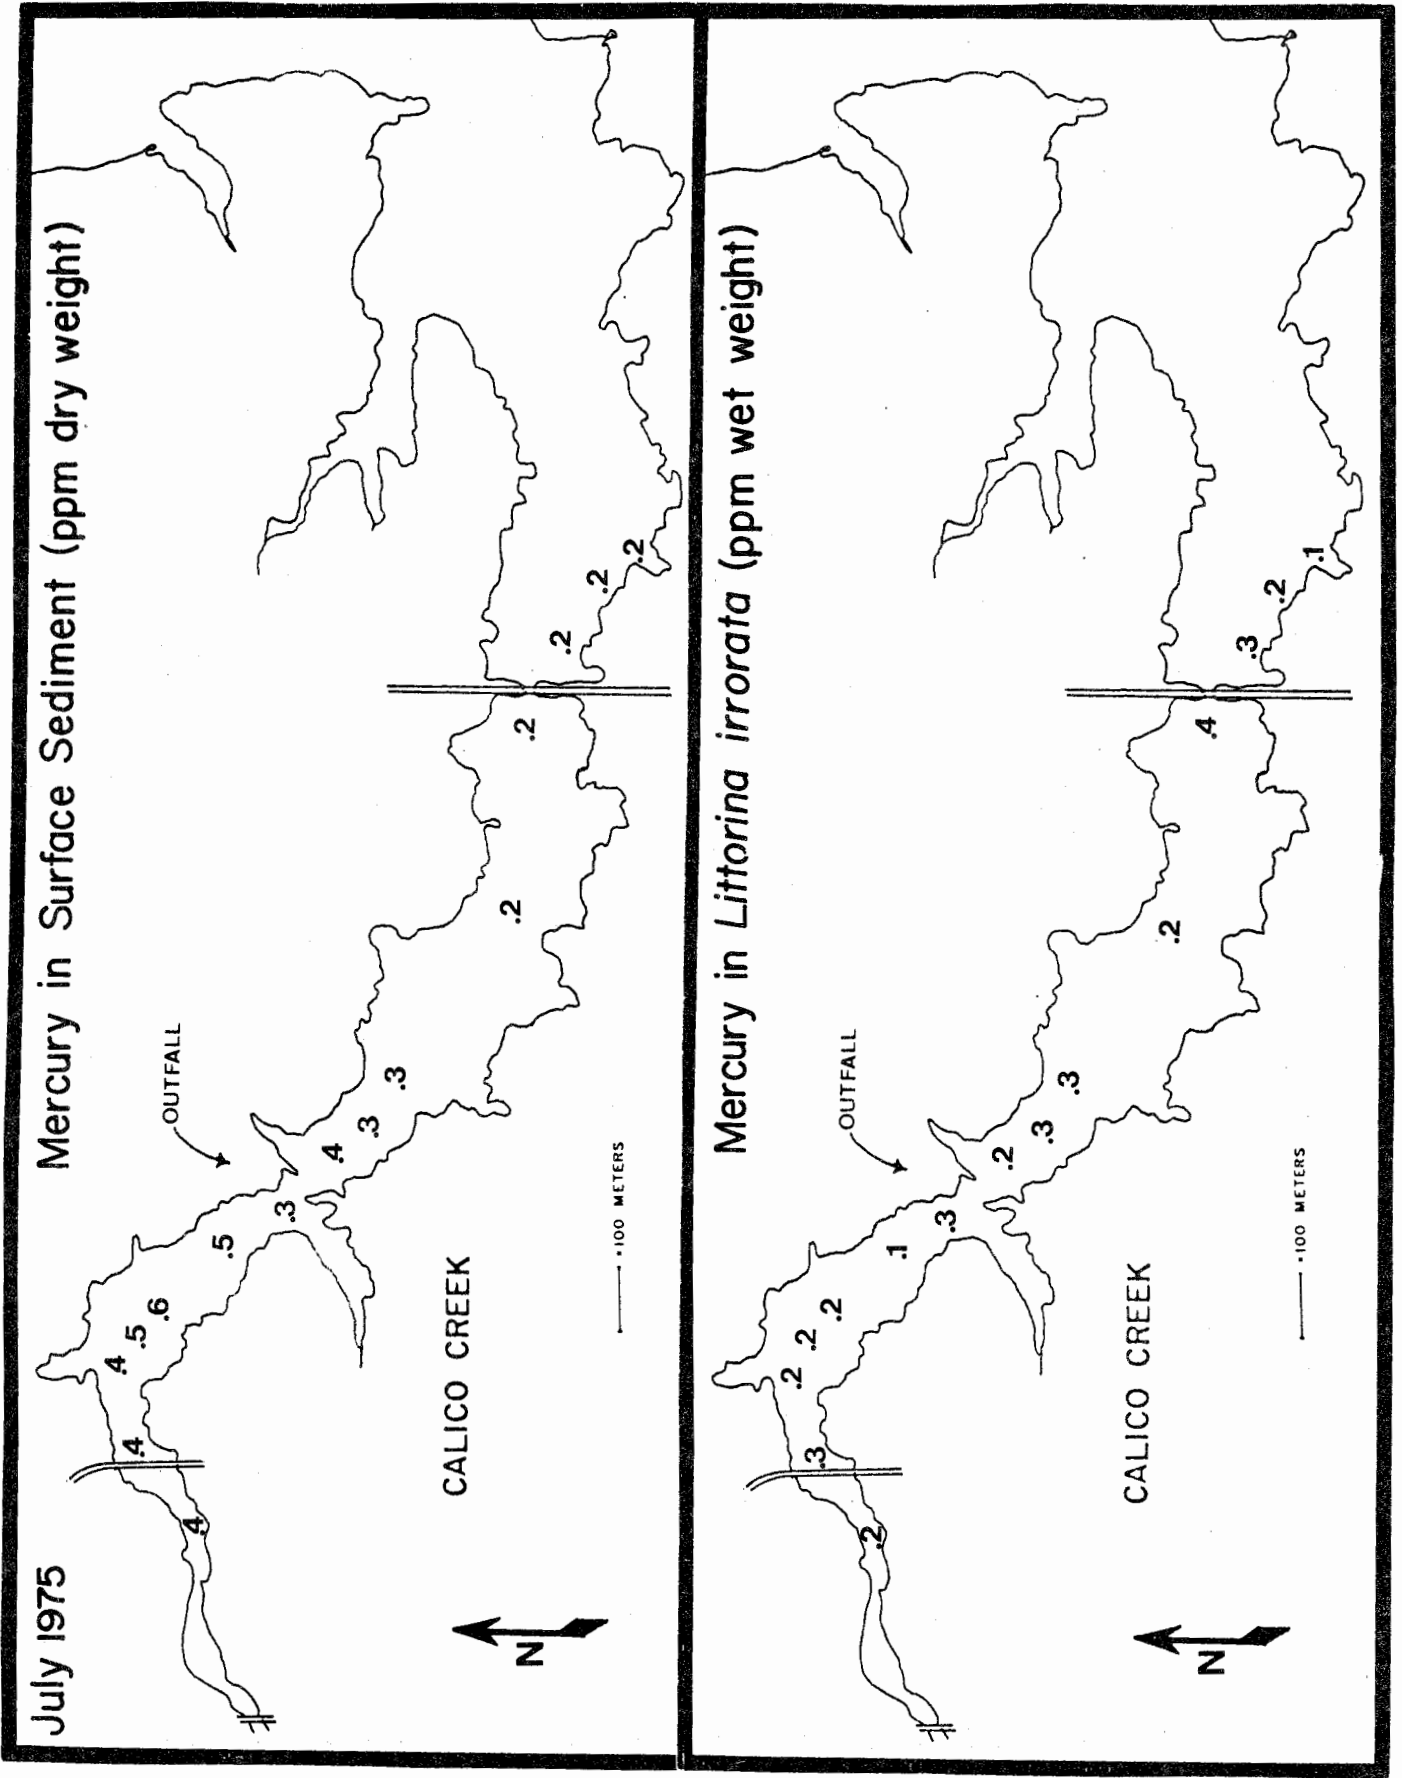 July 1975
Mercury in Surface Sediment (ppm dry weight)
OUTFALL
.4
.4
.4
.5
.6
.5
.3
.4
.3
.3
.2
.2
.2
.2
.2
N
CALICO CREEK
100 METERS
Mercury in Littorina irrorata (ppm wet weight)
OUTFALL
.2
.3
.2
.2
.2
.1
.3
.2
.3
.3
.2
.4
.3
.2
.1
N
CALICO CREEK
100 METERS